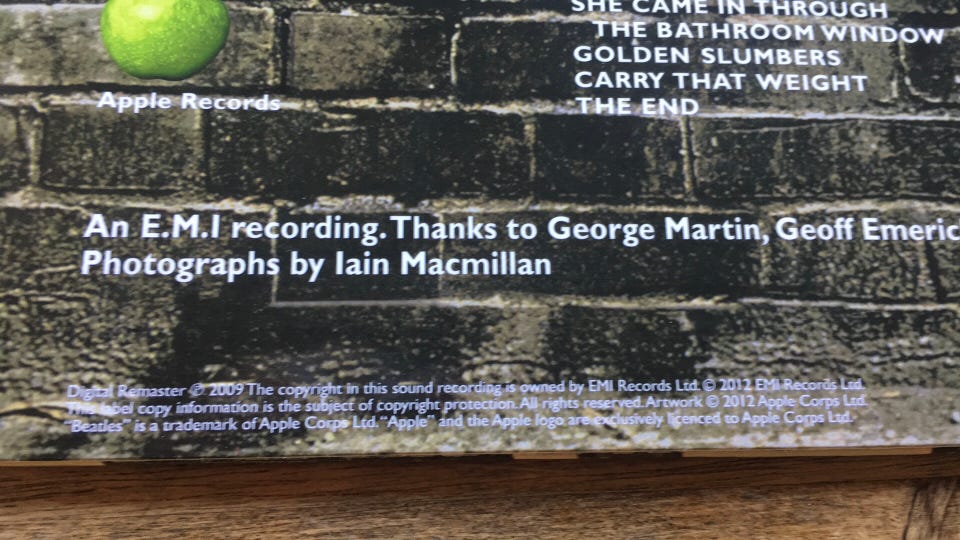 SHE CAME IN THROUGH
THE BATHROOM WINDOW
GOLDEN SLUMBERS
CARRY THAT WEIGHT
THE END
Apple Records
An E.M.I recording. Thanks to George Martin, Geoff Emeric
Photographs by Iain Macmillan
Digital Remaster ℗ 2009 The copyright in this sound recording is owned by EMI Records Ltd. © 2012 EMI Records Ltd.
This label copy information is the subject of copyright protection. All rights reserved. Artwork © 2012 Apple Corps Ltd.
"Beatles" is a trademark of Apple Corps Ltd. "Apple" and the Apple logo are exclusively licenced to Apple Corps Ltd.